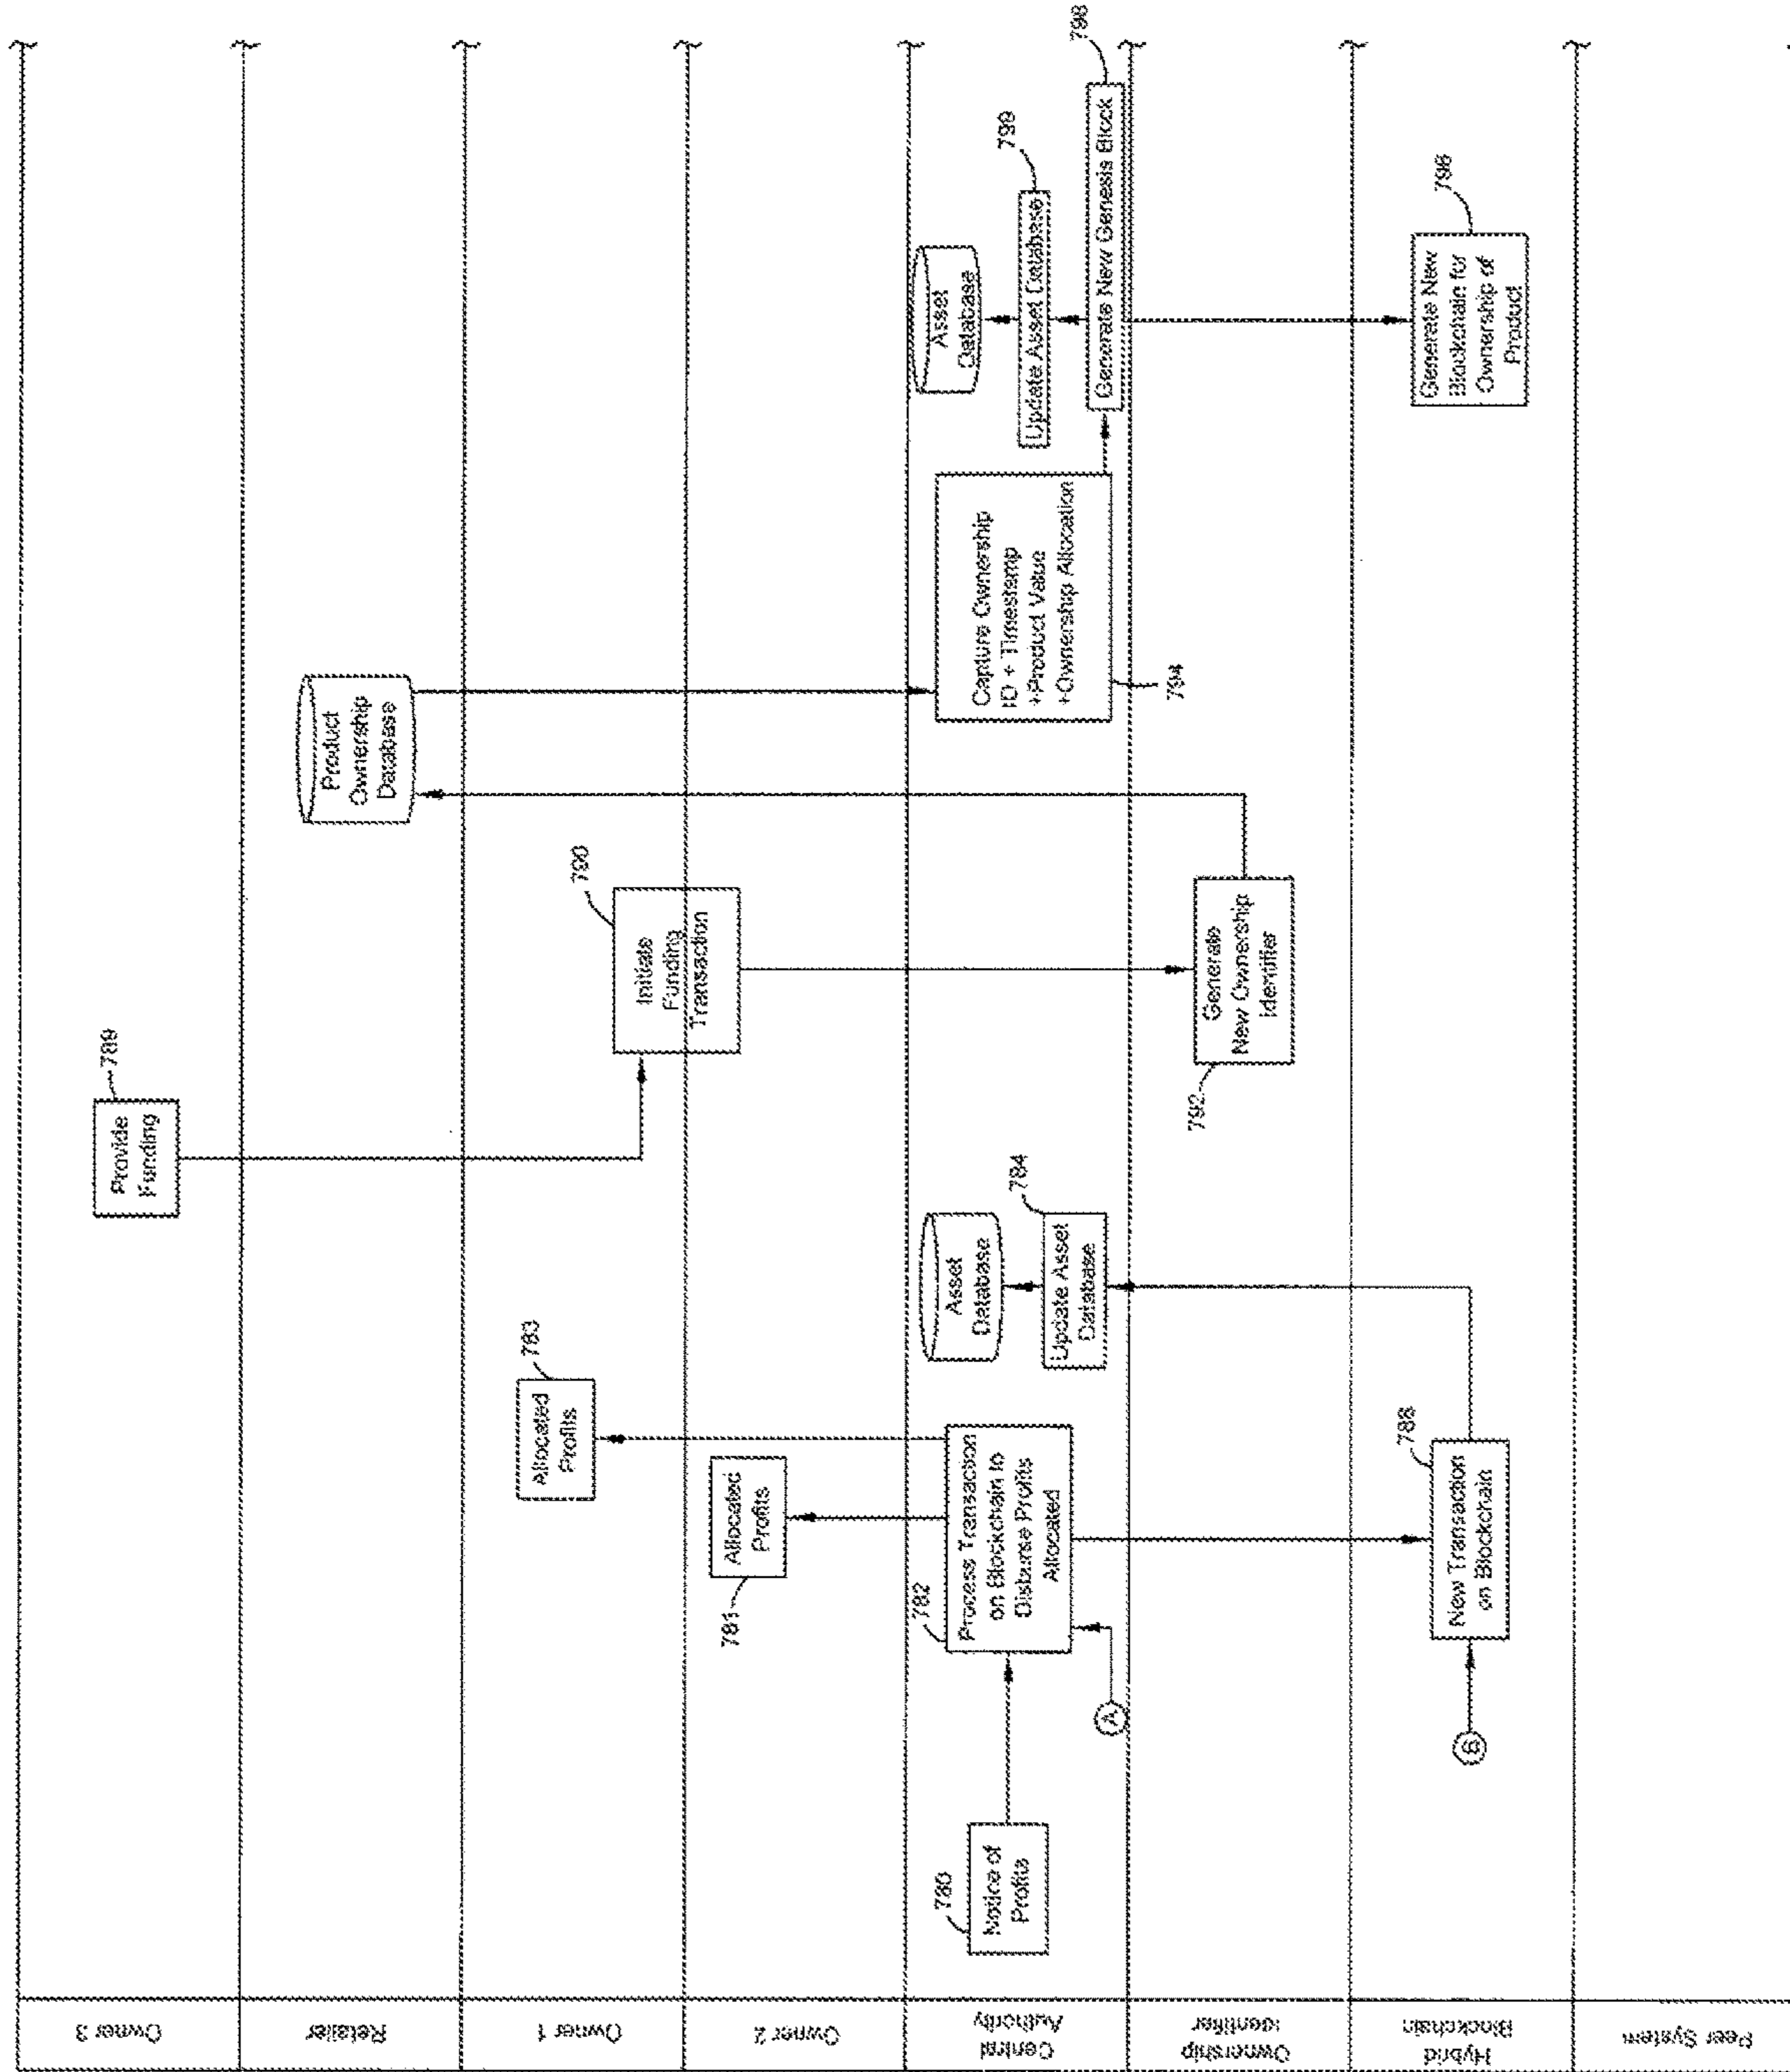 Owner 3
Retailer
Owner 1
Owner 2
Central
Authority
Ownership
Identifier
Hybrid
Blockchain
Peer System
780
Notice of
Profits
A
B
782
Process Transaction
on Blockchain to
Disburse Profits
Allocated
781
Allocated
Profits
783
Allocated
Profits
788
New Transaction
on Blockchain
784
Update Asset
Database
Asset
Database
789
Provide
Funding
790
Initiate
Funding
Transaction
792
Generate
New Ownership
Identifier
Product
Ownership
Database
794
Capture Ownership
ID + Timestamp
+Product Value
+Ownership Allocation
Generate New Genesis Block
799
Update Asset Database
Asset
Database
Generate New
Blockchain for
Ownership of
Product